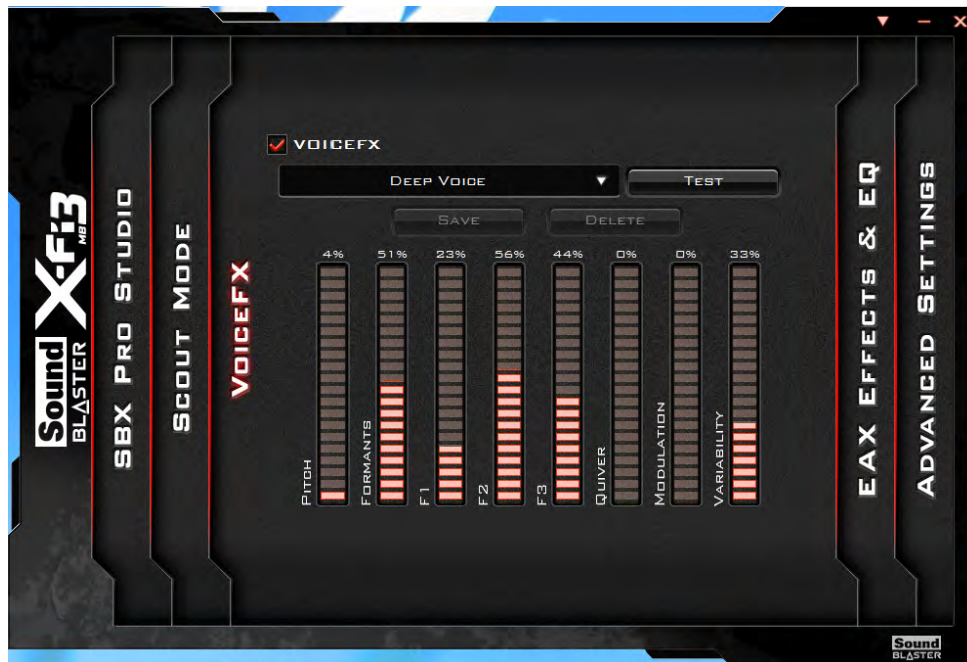 Sound
BLASTER
X-Fi3
MB
SBX Pro Studio
Scout Mode
VoiceFX
VOICEFX
Deep Voice
Test
Save
Delete
4% 51% 23% 56% 44% 0% 0% 33%
Pitch
Formants
F1
F2
F3
Quiver
Modulation
Variability
EAX Effects & EQ
Advanced Settings
Sound
BLASTER